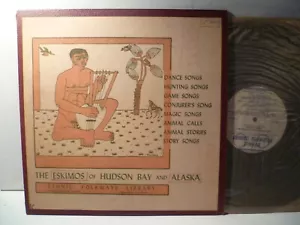 DANCE SONGS
HUNTING SONGS
GAME SONGS
CONJURER'S SONG
MAGIC SONGS
ANIMAL CALLS
ANIMAL STORIES
STORY SONGS
THE ESKIMOS OF HUDSON BAY AND ALASKA
ETHNIC FOLKWAYS LIBRARY